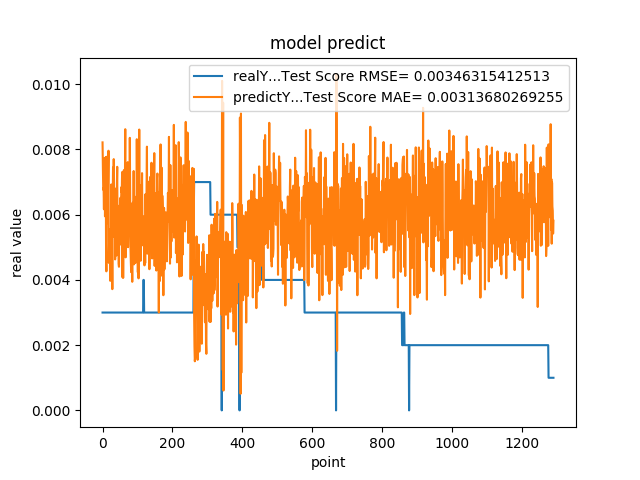 model predict
realY...Test Score RMSE= 0.00346315412513
predictY...Test Score MAE= 0.00313680269255
0.010
0.008
0.006
0.004
0.002
0.000
real value
0 200 400 600 800 1000 1200
point